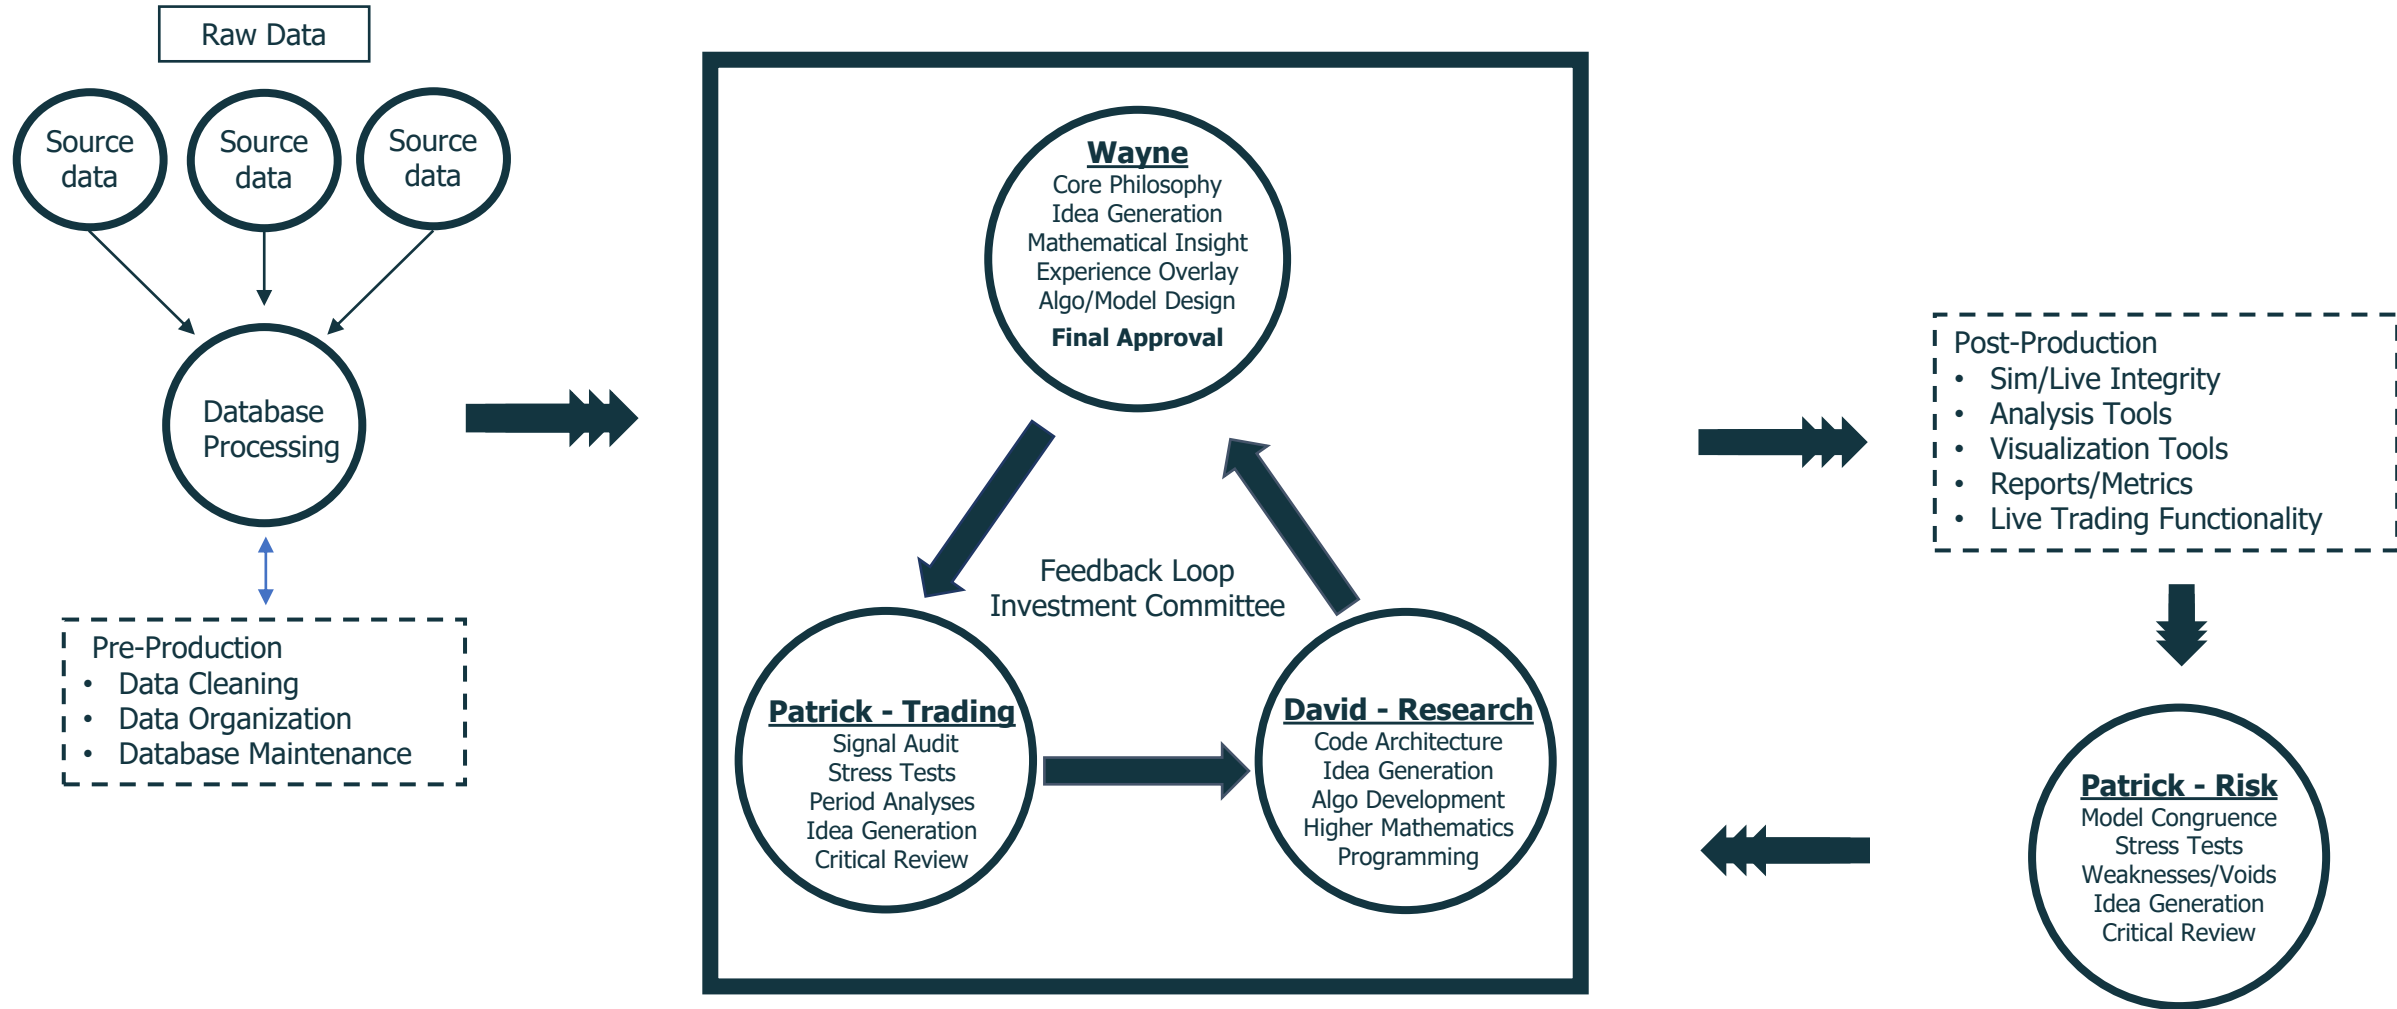 Raw Data
Source
data
Source
data
Source
data
Database
Processing
Pre-Production
• Data Cleaning
• Data Organization
• Database Maintenance
Wayne
Core Philosophy
Idea Generation
Mathematical Insight
Experience Overlay
Algo/Model Design
Final Approval
Feedback Loop
Investment Committee
Patrick - Trading
Signal Audit
Stress Tests
Period Analyses
Idea Generation
Critical Review
David - Research
Code Architecture
Idea Generation
Algo Development
Higher Mathematics
Programming
Post-Production
• Sim/Live Integrity
• Analysis Tools
• Visualization Tools
• Reports/Metrics
• Live Trading Functionality
Patrick - Risk
Model Congruence
Stress Tests
Weaknesses/Voids
Idea Generation
Critical Review